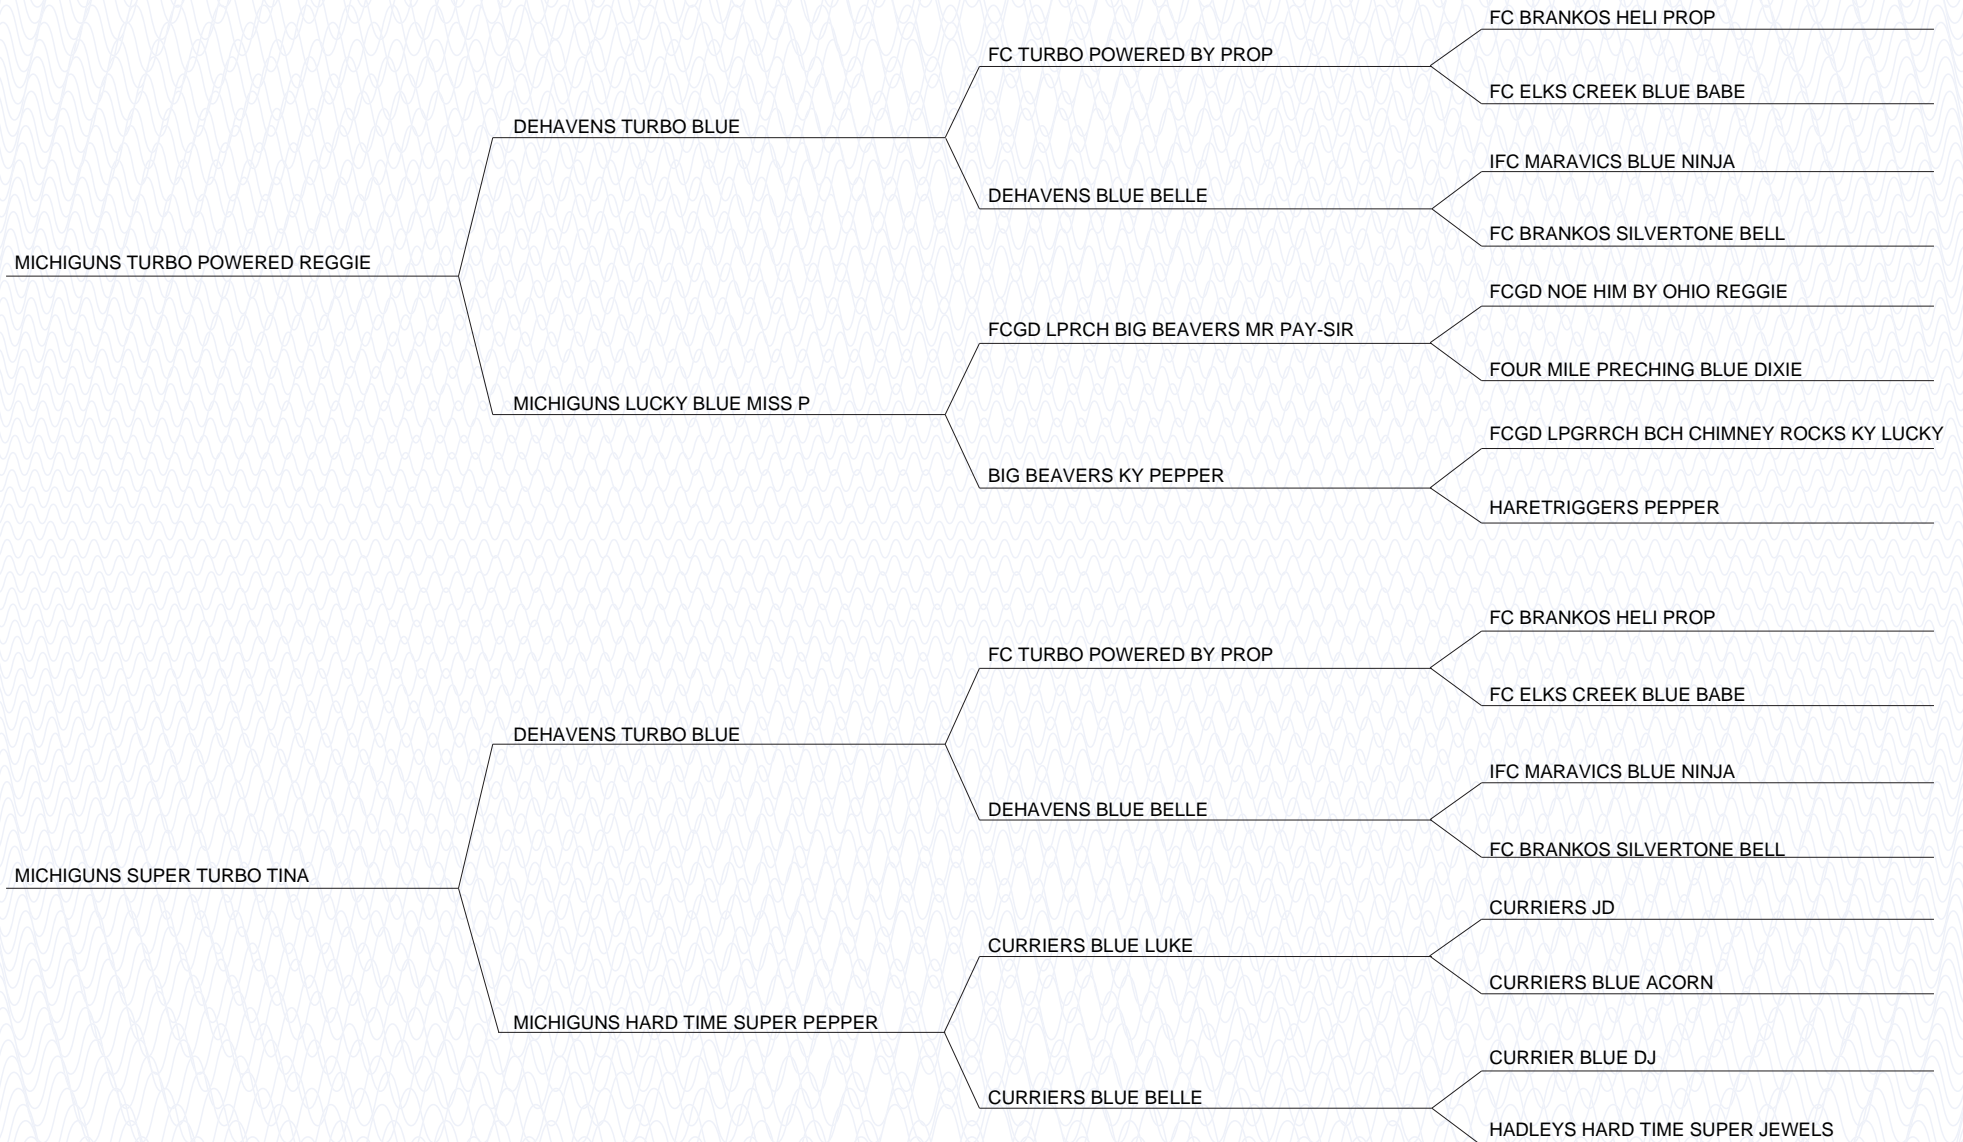 FC BRANKOS HELI PROP
FC TURBO POWERED BY PROP
FC ELKS CREEK BLUE BABE
DEHAVENS TURBO BLUE
IFC MARAVICS BLUE NINJA
DEHAVENS BLUE BELLE
FC BRANKOS SILVERTONE BELL
MICHIGUNS TURBO POWERED REGGIE
FCGD NOE HIM BY OHIO REGGIE
FCGD LPRCH BIG BEAVERS MR PAY-SIR
FOUR MILE PRECHING BLUE DIXIE
MICHIGUNS LUCKY BLUE MISS P
FCGD LPGRRCH BCH CHIMNEY ROCKS KY LUCKY
BIG BEAVERS KY PEPPER
HARETRIGGERS PEPPER
FC BRANKOS HELI PROP
FC TURBO POWERED BY PROP
FC ELKS CREEK BLUE BABE
DEHAVENS TURBO BLUE
IFC MARAVICS BLUE NINJA
DEHAVENS BLUE BELLE
FC BRANKOS SILVERTONE BELL
MICHIGUNS SUPER TURBO TINA
CURRIERS JD
CURRIERS BLUE LUKE
CURRIERS BLUE ACORN
MICHIGUNS HARD TIME SUPER PEPPER
CURRIER BLUE DJ
CURRIERS BLUE BELLE
HADLEYS HARD TIME SUPER JEWELS